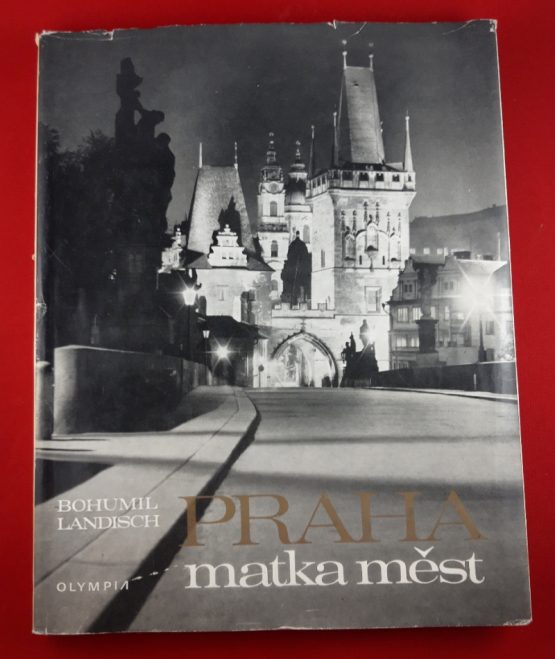 BOHUMIL
LANDISCH
PRAHA
matka měst
OLYMPIA